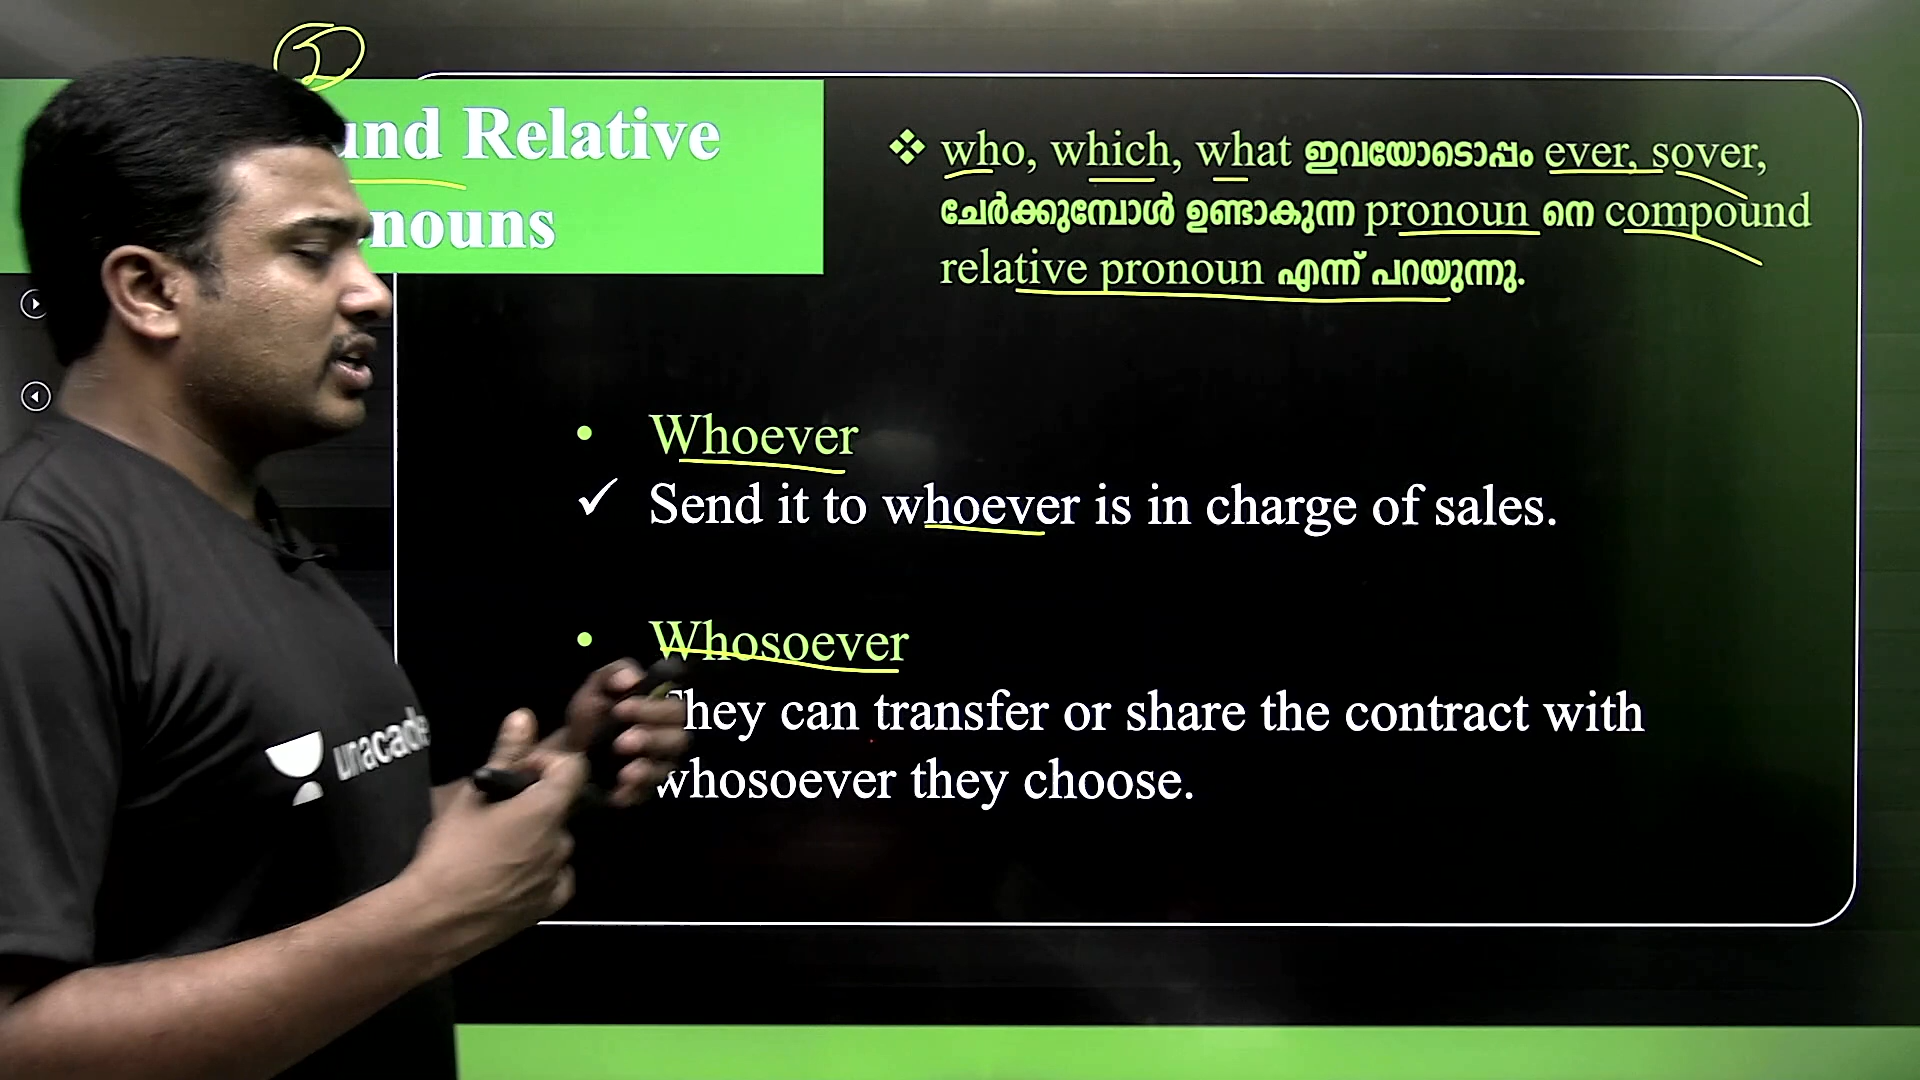 Relative
nouns
❖ who, which, what ഇവയോടൊപ്പം ever, sover,
ചേർക്കുമ്പോൾ ഉണ്ടാകുന്ന pronoun നെ compound
relative pronoun എന്ന് പറയുന്നു.
• Whoever
✓ Send it to whoever is in charge of sales.
• Whosoever
They can transfer or share the contract with
whosoever they choose.
unacade